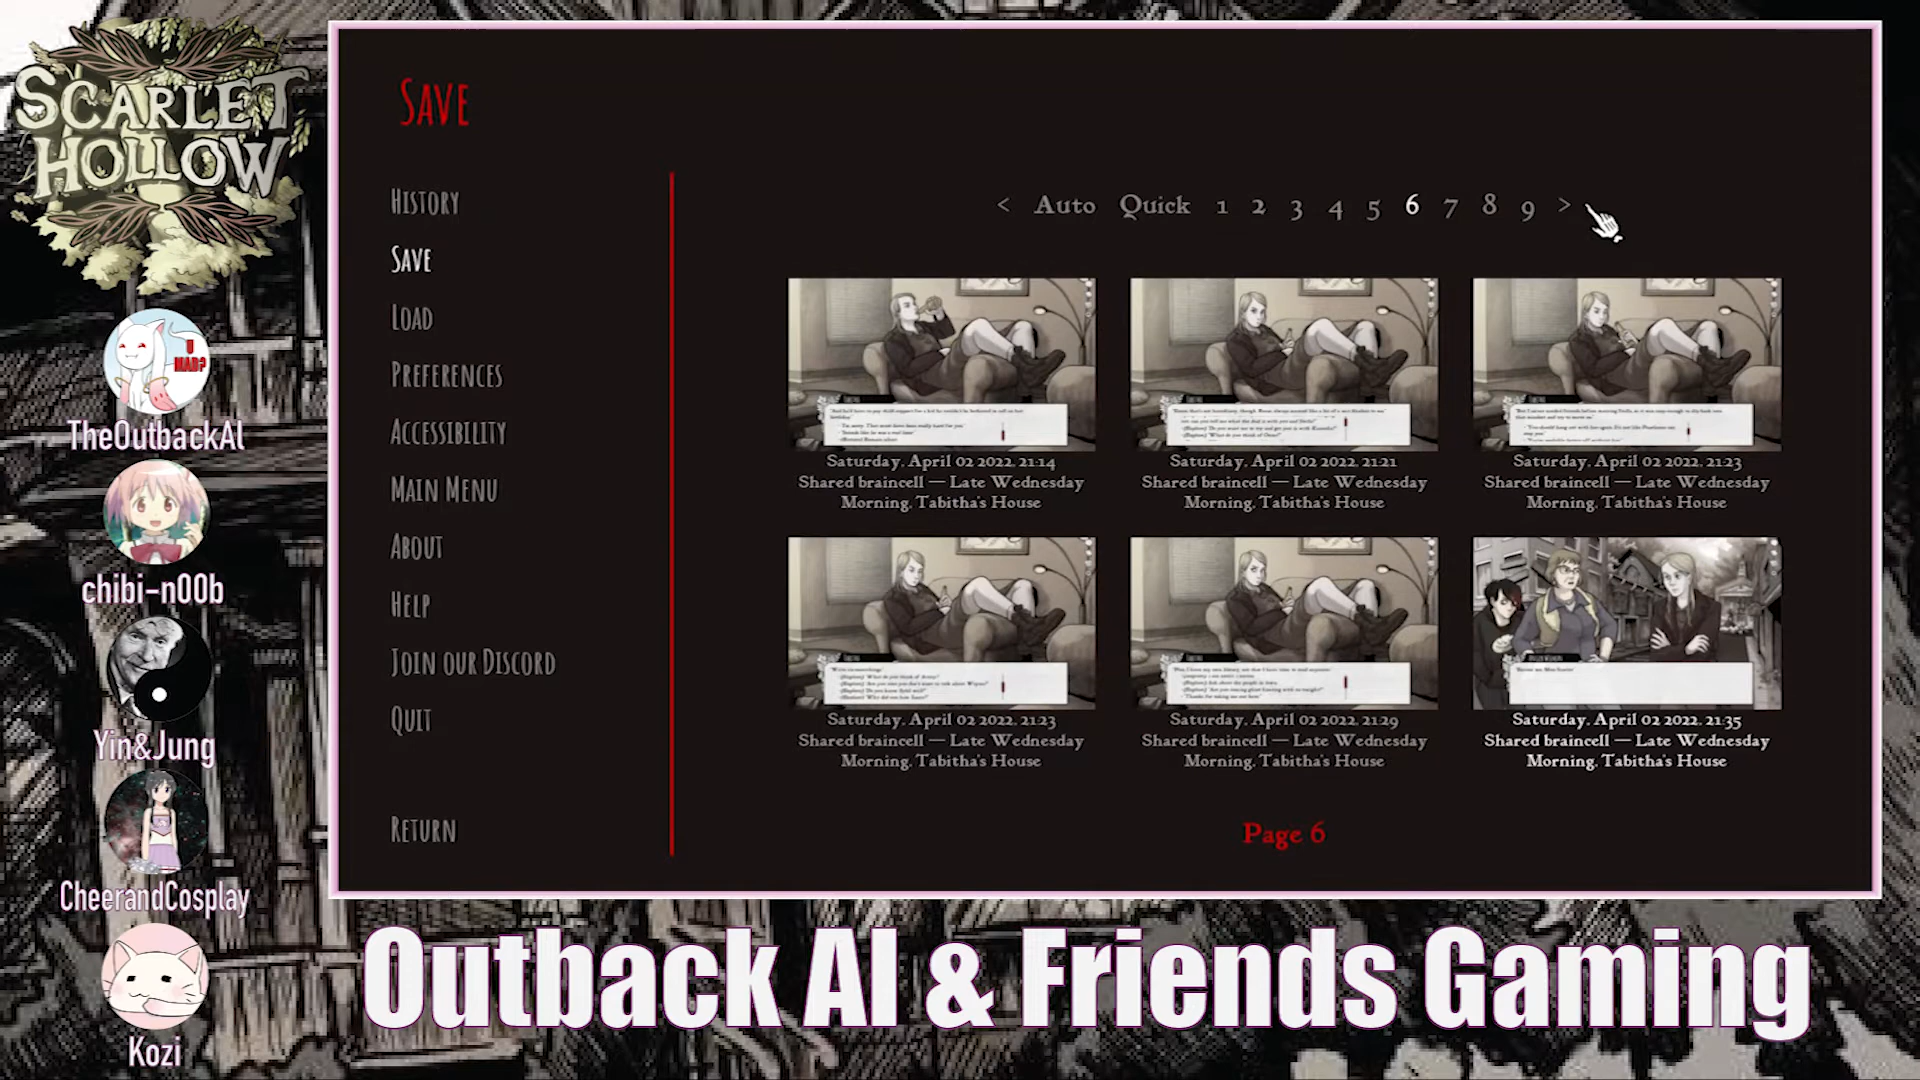 SCARLET
HOLLOW
U
MAD?
TheOutbackAl
chibi-n00b
Yin&Jung
CheerandCosplay
Kozi
SAVE
HISTORY
SAVE
LOAD
PREFERENCES
ACCESSIBILITY
MAIN MENU
ABOUT
HELP
JOIN OUR DISCORD
QUIT
RETURN
< Auto Quick 1 2 3 4 5 6 7 8 9 >
Saturday, April 02 2022, 21:14
Shared braincell — Late Wednesday
Morning, Tabitha's House
Saturday, April 02 2022, 21:21
Shared braincell — Late Wednesday
Morning, Tabitha's House
Saturday, April 02 2022, 21:23
Shared braincell — Late Wednesday
Morning, Tabitha's House
Saturday, April 02 2022, 21:23
Shared braincell — Late Wednesday
Morning, Tabitha's House
Saturday, April 02 2022, 21:29
Shared braincell — Late Wednesday
Morning, Tabitha's House
Saturday, April 02 2022, 21:35
Shared braincell — Late Wednesday
Morning, Tabitha's House
Page 6
Outback Al & Friends Gaming